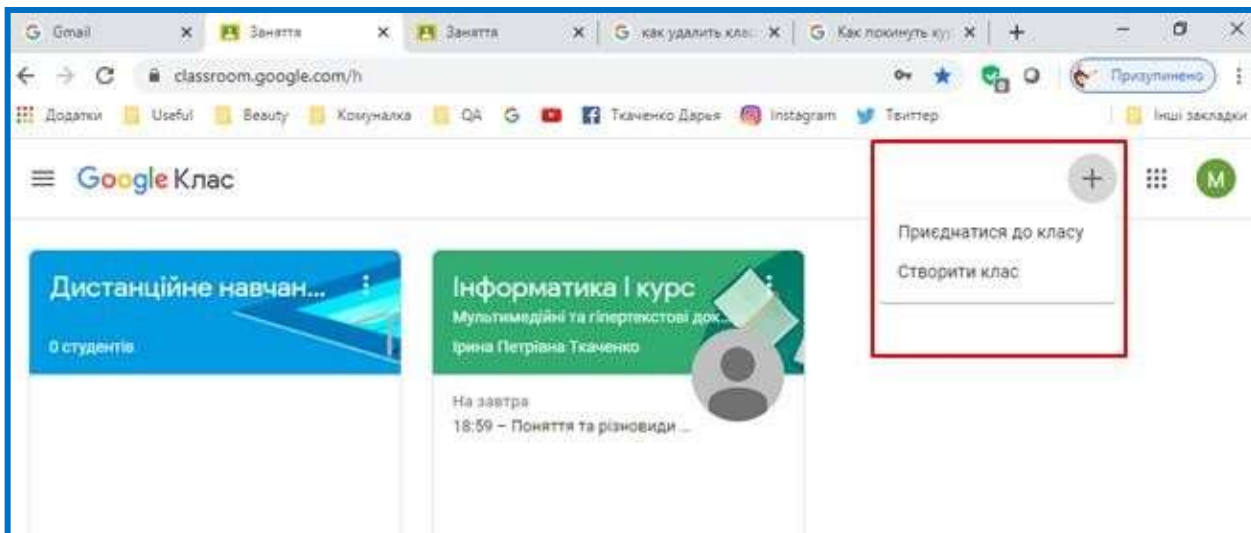 Gmail
Заняття
Заняття
как удалить клас
Как покинуть кур
classroom.google.com/h
Призупинено
Додатки Useful Beauty Комуналка QA Ткаченко Дарья Instagram Твиттер Інші закладки
Google Клас
M
Приєднатися до класу
Створити клас
Дистанційне навчан...
0 студентів
Інформатика І курс
Мультимедійні та гіпертекстові док...
Ірина Петрівна Ткаченко
На завтра
18:59 – Поняття та різновиди ...